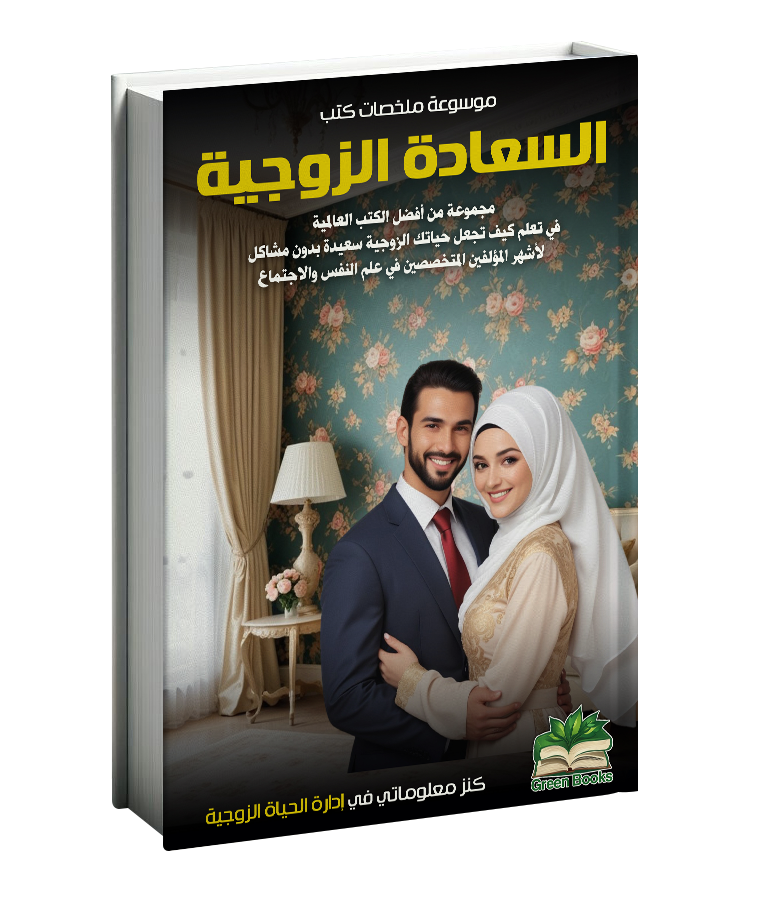 موسوعة ملخصات كتب
السعادة الزوجية
مجموعة من أفضل الكتب العالمية
في تعلم كيف تجعل حياتك الزوجية سعيدة بدون مشاكل
لأشهر المؤلفين المتخصصين في علم النفس والاجتماع
Green Books
كنز معلوماتي في إدارة الحياة الزوجية